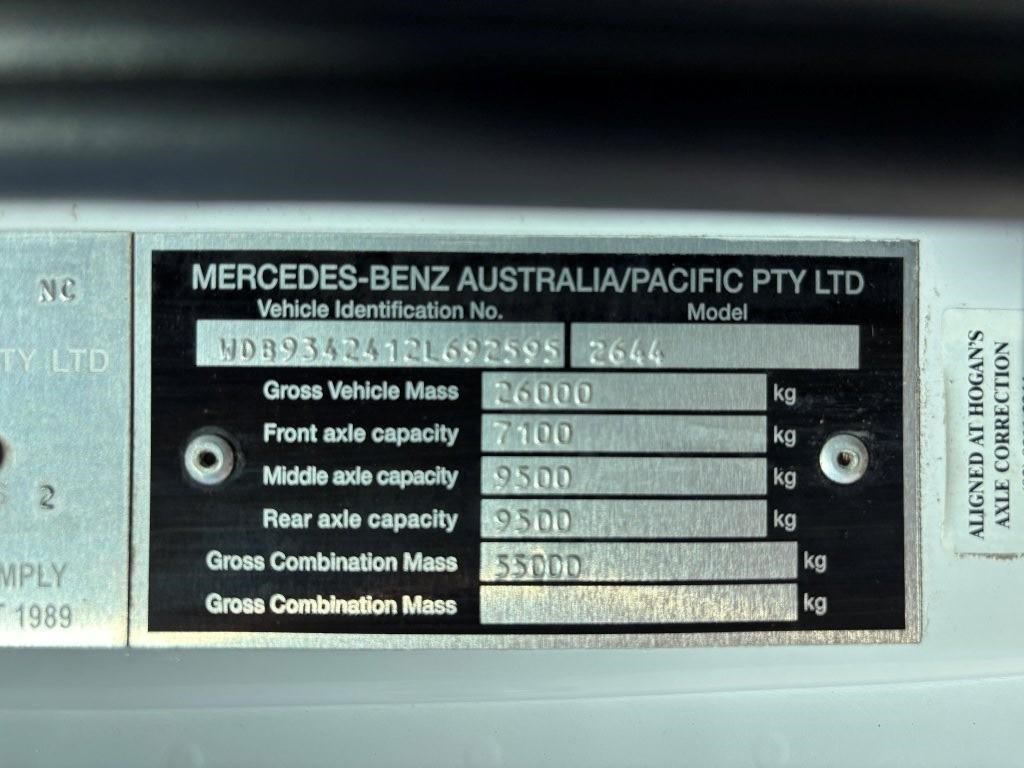 NC
TY LTD
2
MPLY
T 1989
MERCEDES-BENZ AUSTRALIA/PACIFIC PTY LTD
Vehicle Identification No. Model
WDB9342412L692595 2644
Gross Vehicle Mass 26000 kg
Front axle capacity 7100 kg
Middle axle capacity 9500 kg
Rear axle capacity 9500 kg
Gross Combination Mass 55000 kg
Gross Combination Mass kg
ALIGNED AT HOGAN'S
AXLE CORRECTION